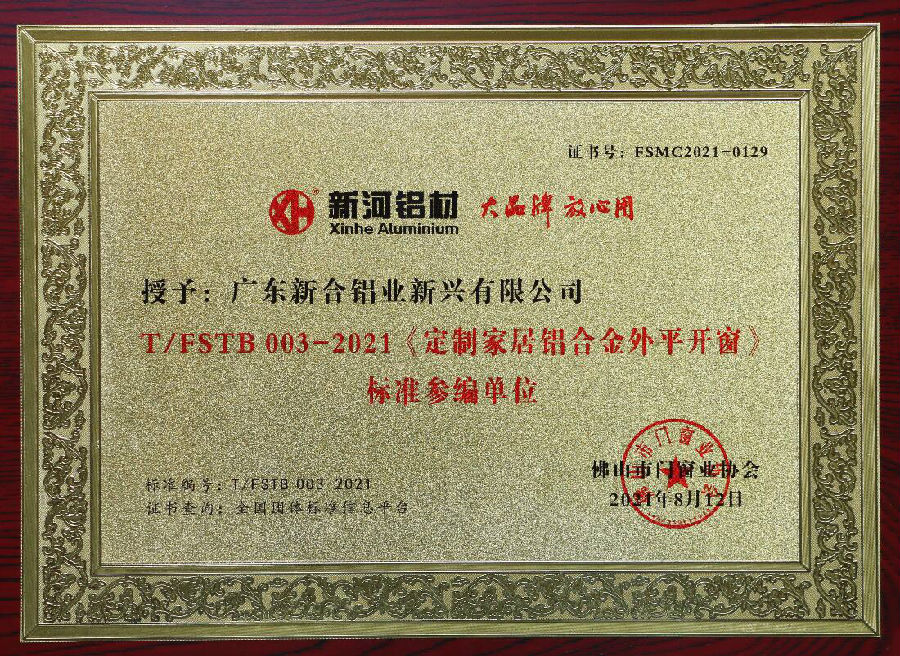 证书号：FSMC2021-0129
XH® 新河铝材 大品牌 放心用
Xinhe Aluminium
授予：广东新合铝业新兴有限公司
T/FSTB 003-2021《定制家居铝合金外平开窗》
标准参编单位
佛山市门窗业协会
2021年8月12日
标准编号：T/FSTB 003-2021
证书查询：全国团体标准信息平台